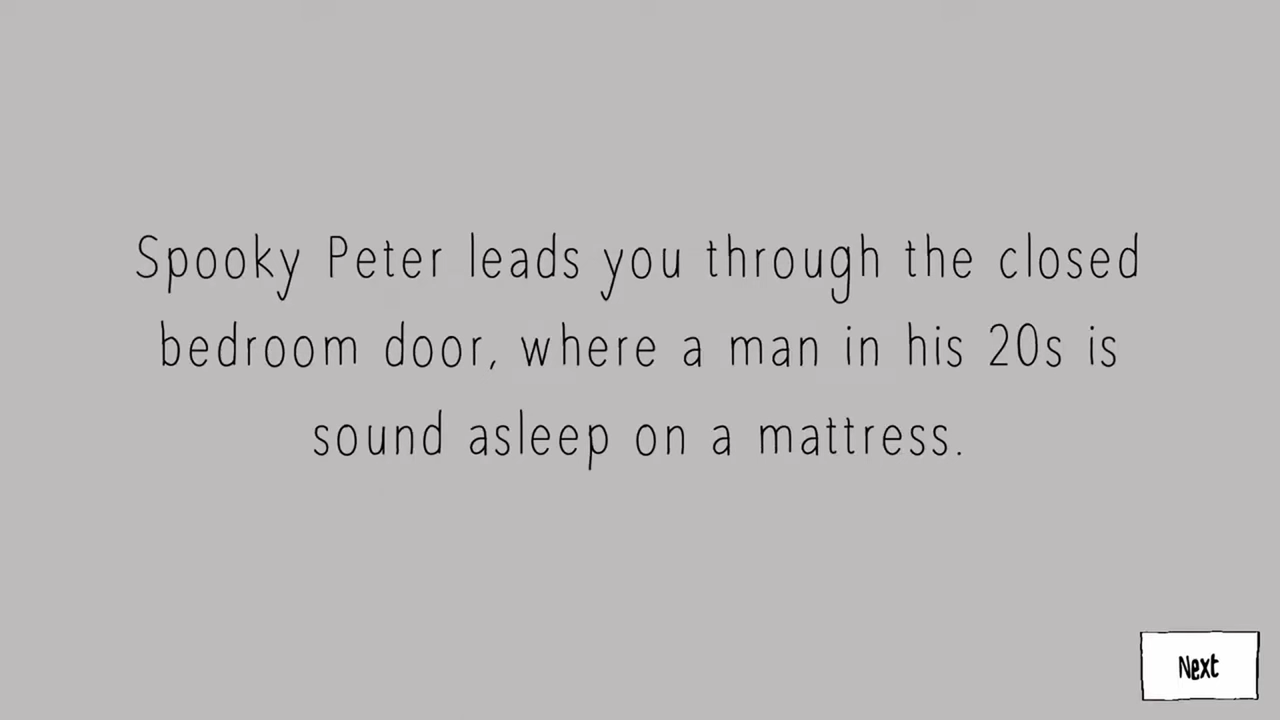 Spooky Peter leads you through the closed
bedroom door, where a man in his 20s is
sound asleep on a mattress.
Next